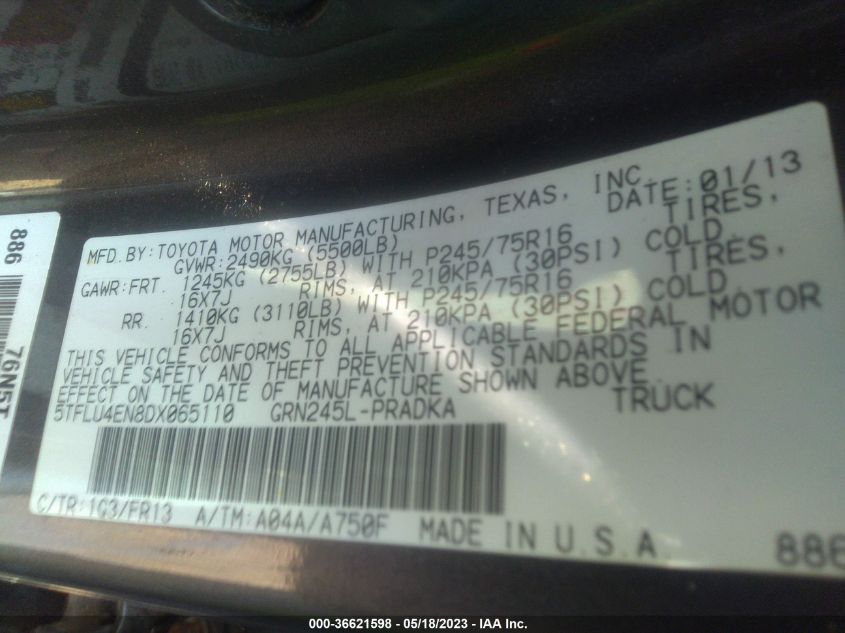 MFD. BY: TOYOTA MOTOR MANUFACTURING, TEXAS, INC. DATE: 01/13
GVWR: 2490KG (5500LB)
GAWR: FRT. 1245KG (2755LB) WITH P245/75R16 TIRES,
16X7J RIMS, AT 210KPA (30PSI) COLD
RR. 1410KG (3110LB) WITH P245/75R16 TIRES,
16X7J RIMS, AT 210KPA (30PSI) COLD
THIS VEHICLE CONFORMS TO ALL APPLICABLE FEDERAL MOTOR
VEHICLE SAFETY AND THEFT PREVENTION STANDARDS IN
EFFECT ON THE DATE OF MANUFACTURE SHOWN ABOVE.
5TFLU4EN8DX065110 GRN245L-PRADKA TRUCK
C/TR: 1G3/FR13 A/TM: A04A/A750F MADE IN U.S.A.
886
886
76N5T
000-36621598 - 05/18/2023 - IAA Inc.